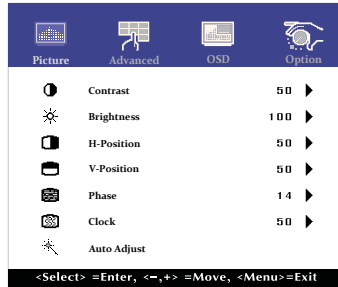 Picture Advanced OSD Option
Contrast 50
Brightness 100
H-Position 50
V-Position 50
Phase 14
Clock 50
Auto Adjust
<Select> =Enter, <-,+> =Move, <Menu>=Exit